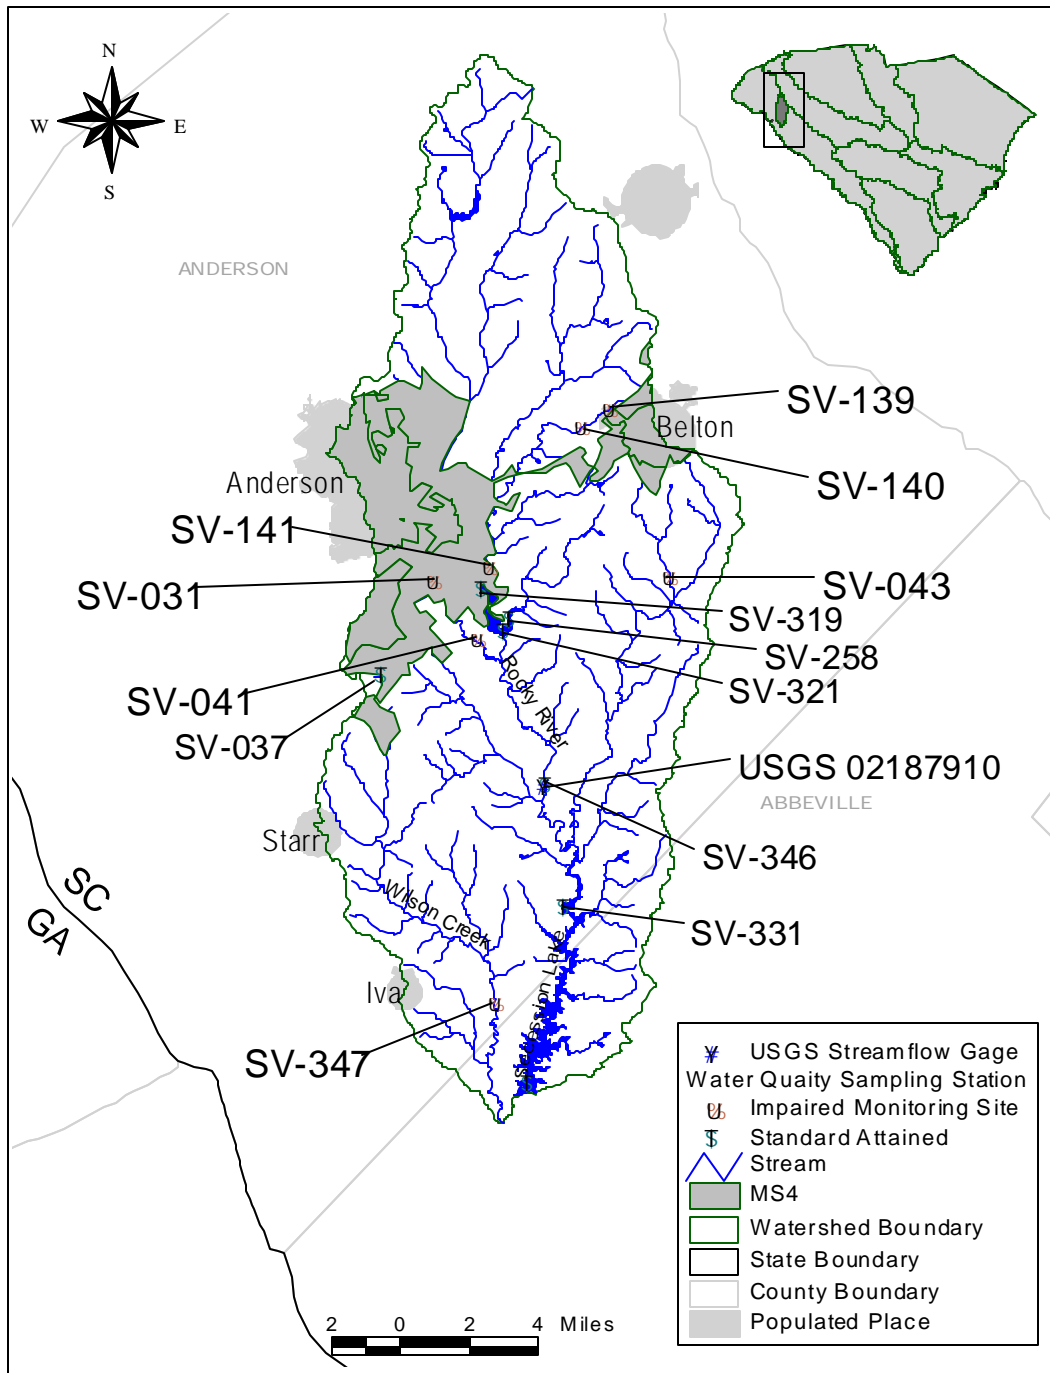 N
W
E
S
ANDERSON
SV-139
Belton
Anderson
SV-140
SV-141
SV-031
SV-043
SV-319
SV-258
SV-041
SV-321
Rocky River
SV-037
USGS 02187910
ABBEVILLE
Starr
SV-346
SC
GA
Wilson Creek
SV-331
Secession Lake
Iva
SV-347
USGS Streamflow Gage
Water Quaity Sampling Station
Impaired Monitoring Site
Standard Attained
Stream
MS4
Watershed Boundary
State Boundary
County Boundary
Populated Place
2 0 2 4 Miles